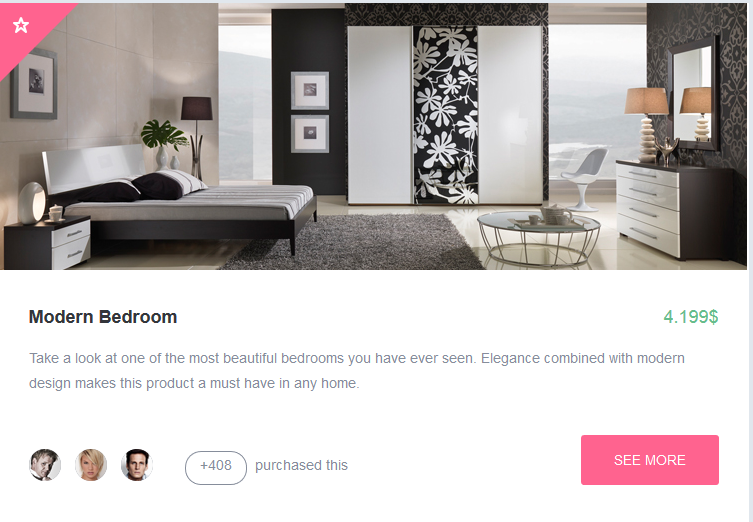 Modern Bedroom
4.199$
Take a look at one of the most beautiful bedrooms you have ever seen. Elegance combined with modern
design makes this product a must have in any home.
+408 purchased this
SEE MORE